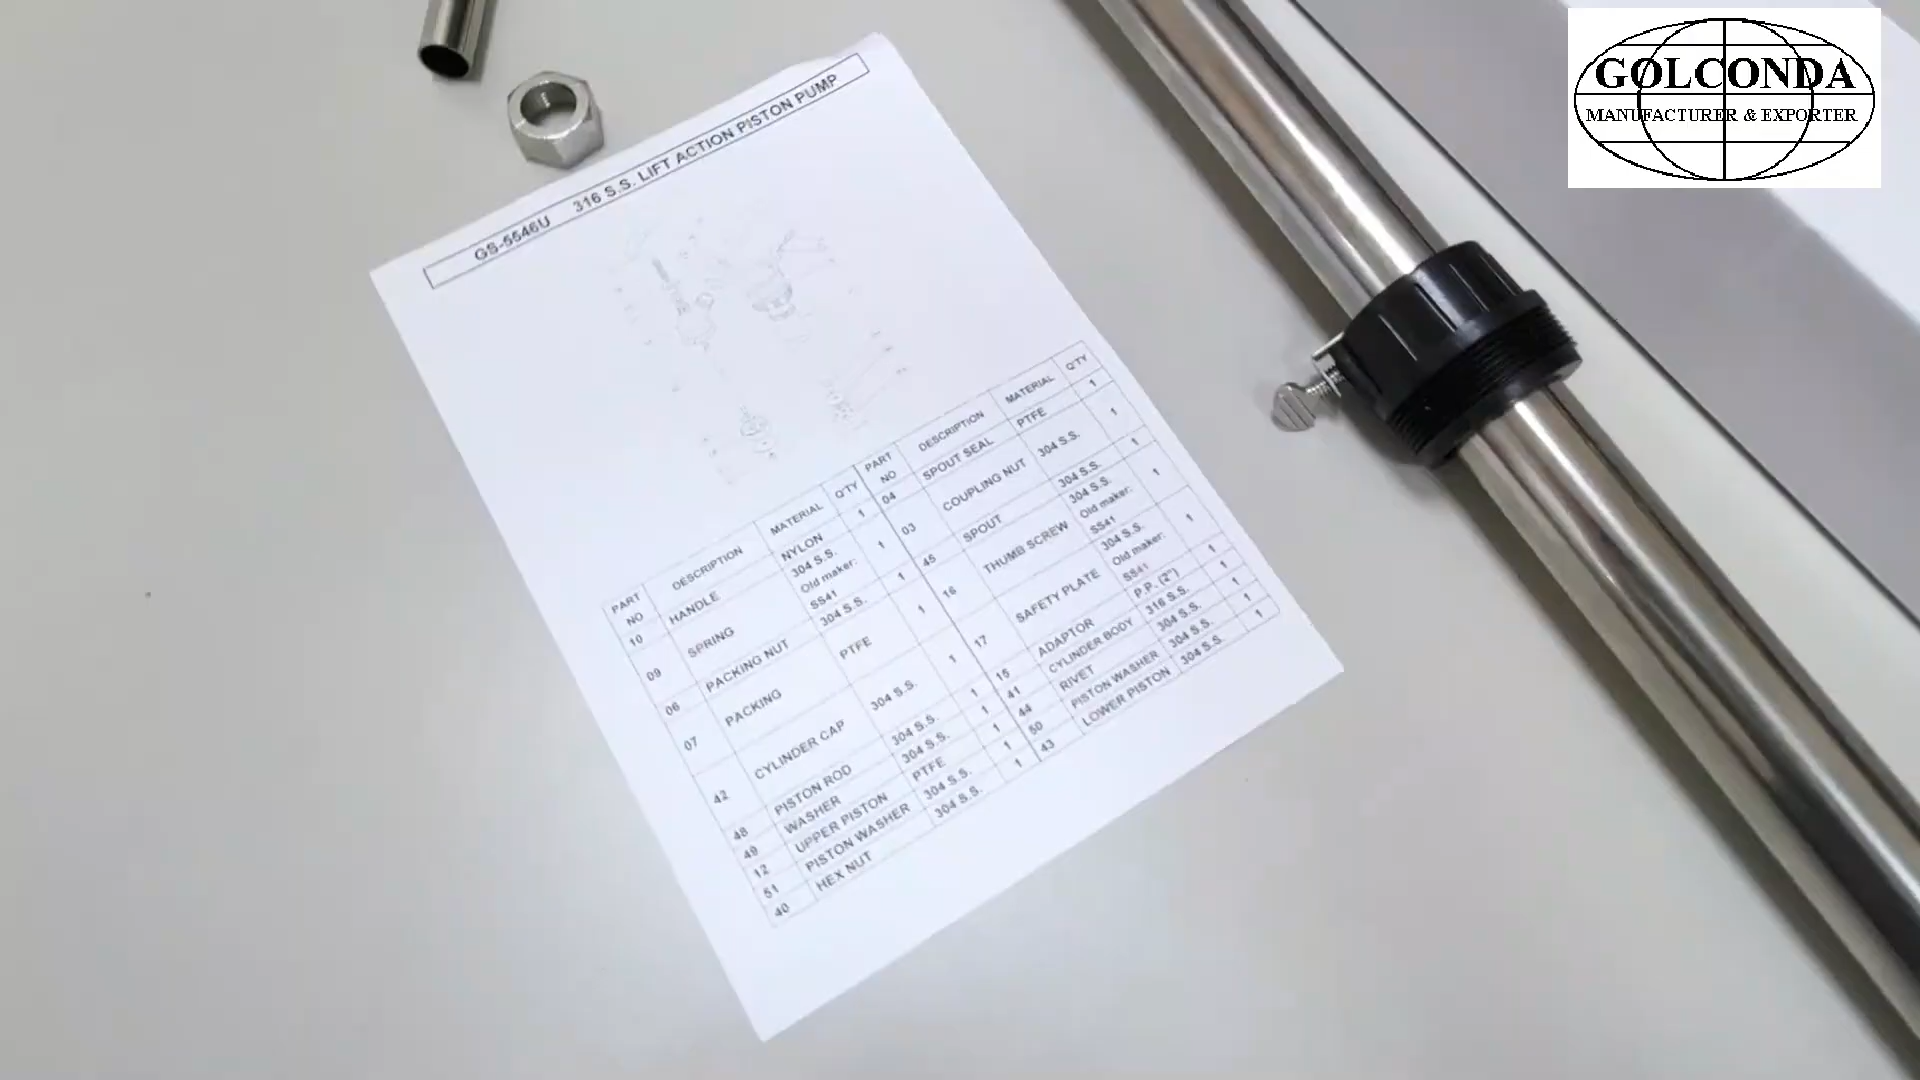 GOLCONDA
MANUFACTURER & EXPORTER
GS-5546U 316 S.S. LIFT ACTION PISTON PUMP
PART NO DESCRIPTION MATERIAL Q'TY
10 HANDLE NYLON 1
09 SPRING 304 S.S. Old maker: SS41 1
06 PACKING NUT 304 S.S. 1
07 PACKING PTFE 1
42 CYLINDER CAP 304 S.S. 1
48 PISTON ROD 304 S.S. 1
49 WASHER 304 S.S. 1
12 UPPER PISTON PTFE 1
51 PISTON WASHER 304 S.S. 1
40 HEX NUT 304 S.S. 1
PART NO DESCRIPTION MATERIAL Q'TY
04 SPOUT SEAL PTFE 1
03 COUPLING NUT 304 S.S. 1
45 SPOUT 304 S.S. 1
16 THUMB SCREW 304 S.S. Old maker: SS41 1
17 SAFETY PLATE 304 S.S. Old maker: SS41 1
15 ADAPTOR P.P. (2") 1
41 CYLINDER BODY 316 S.S. 1
44 RIVET 304 S.S. 1
50 PISTON WASHER 304 S.S. 1
43 LOWER PISTON 304 S.S. 1